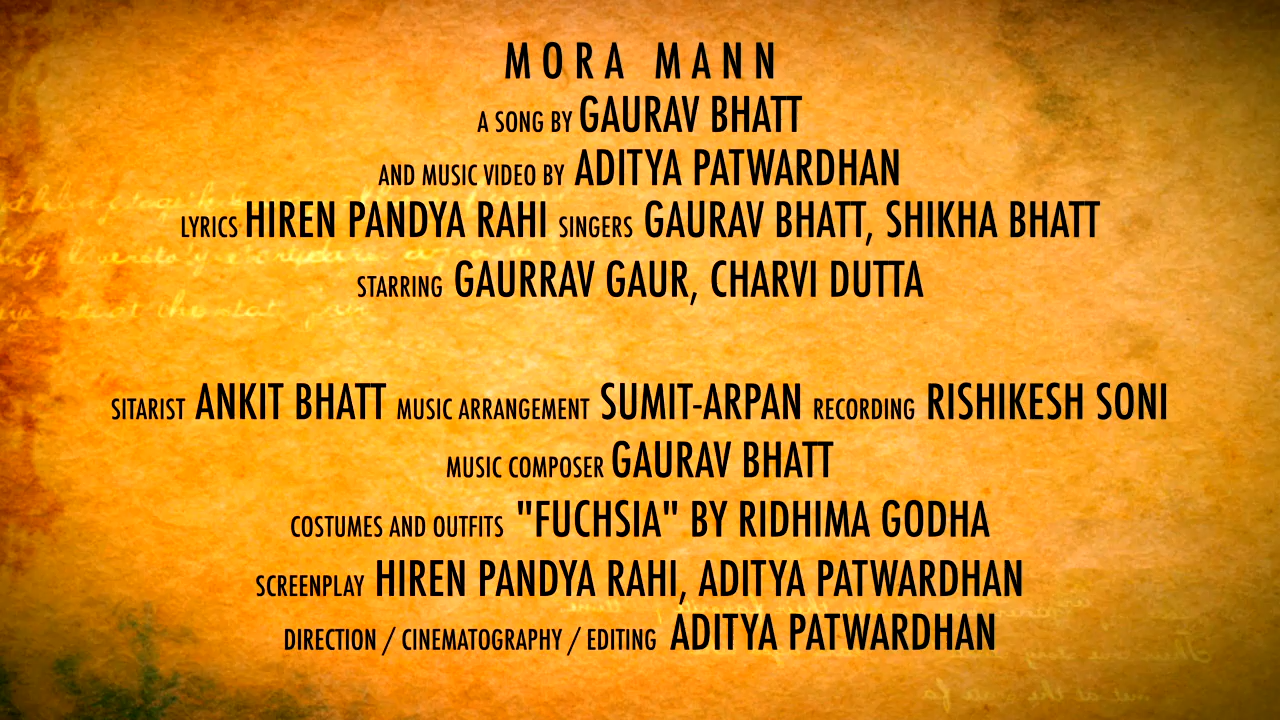 MORA MANN
A SONG BY GAURAV BHATT
AND MUSIC VIDEO BY ADITYA PATWARDHAN
LYRICS HIREN PANDYA RAHI SINGERS GAURAV BHATT, SHIKHA BHATT
STARRING GAURRAV GAUR, CHARVI DUTTA
SITARIST ANKIT BHATT MUSIC ARRANGEMENT SUMIT-ARPAN RECORDING RISHIKESH SONI
MUSIC COMPOSER GAURAV BHATT
COSTUMES AND OUTFITS "FUCHSIA" BY RIDHIMA GODHA
SCREENPLAY HIREN PANDYA RAHI, ADITYA PATWARDHAN
DIRECTION / CINEMATOGRAPHY / EDITING ADITYA PATWARDHAN